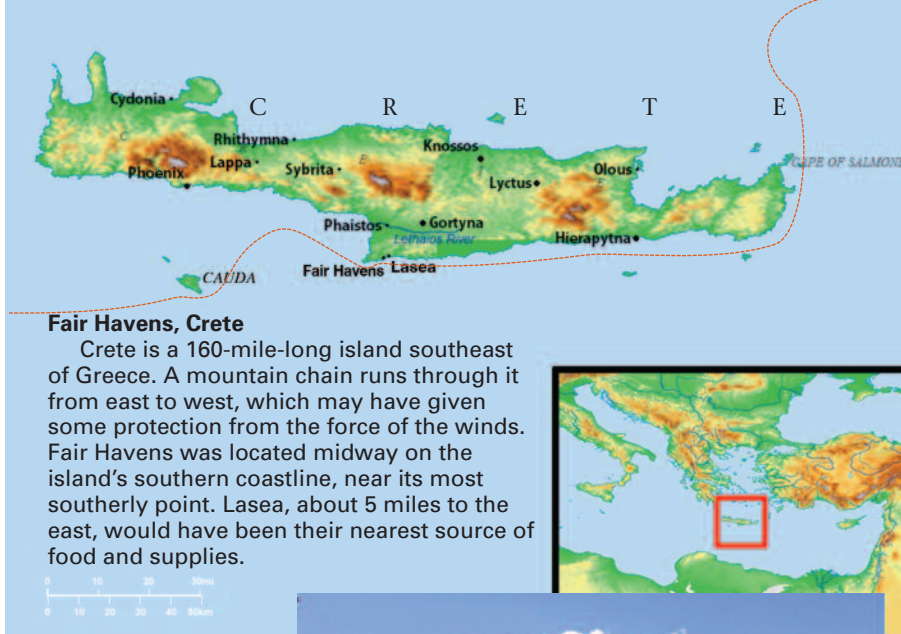 Cydonia
C R E T E
Rhithymna
Knossos
Lappa
Sybrita
Olous
CAPE OF SALMONE
Phoenix
Lyctus
Phaistos
Gortyna
Lethaios River
Hierapytna
Fair Havens
Lasea
CAUDA
Fair Havens, Crete
Crete is a 160-mile-long island southeast
of Greece. A mountain chain runs through it
from east to west, which may have given
some protection from the force of the winds.
Fair Havens was located midway on the
island's southern coastline, near its most
southerly point. Lasea, about 5 miles to the
east, would have been their nearest source of
food and supplies.
0 10 20 30mi
0 10 20 30 40 50km